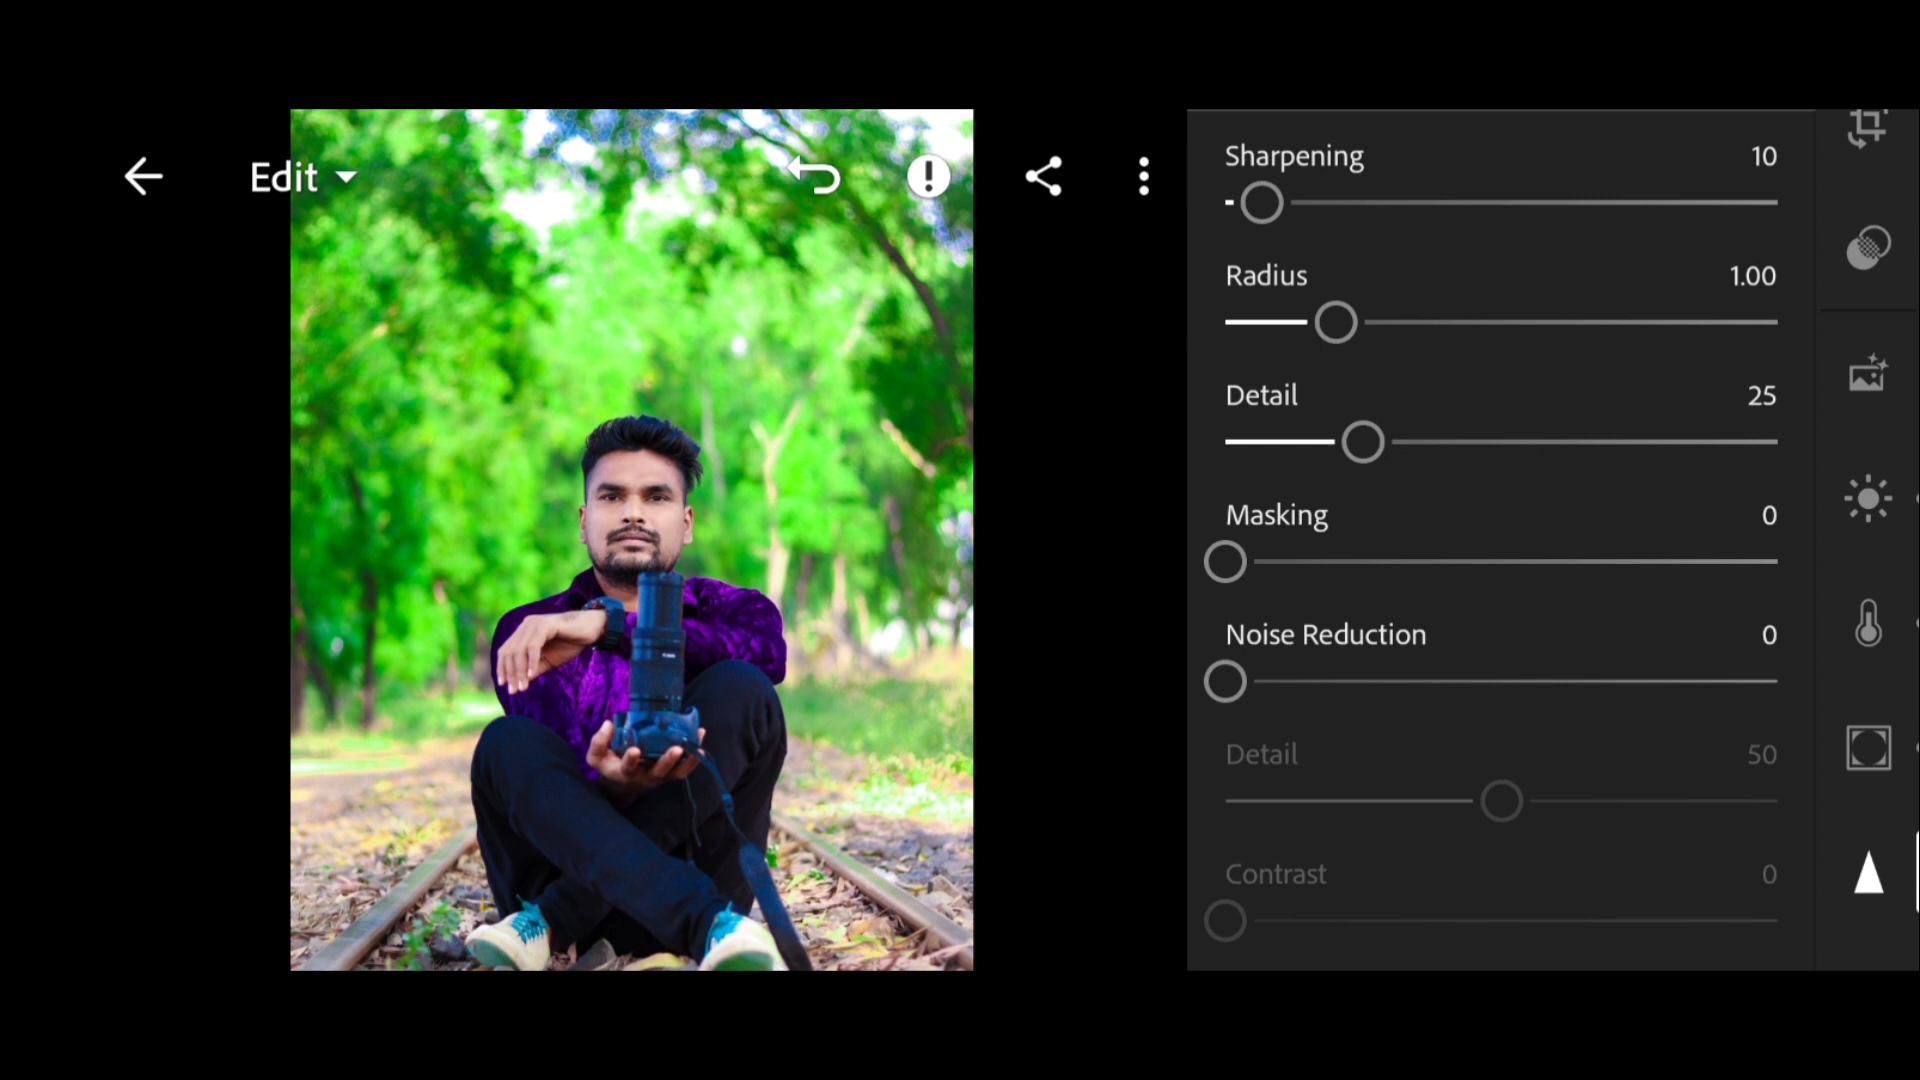 Edit
Sharpening 10
Radius 1.00
Detail 25
Masking 0
Noise Reduction 0
Detail 50
Contrast 0